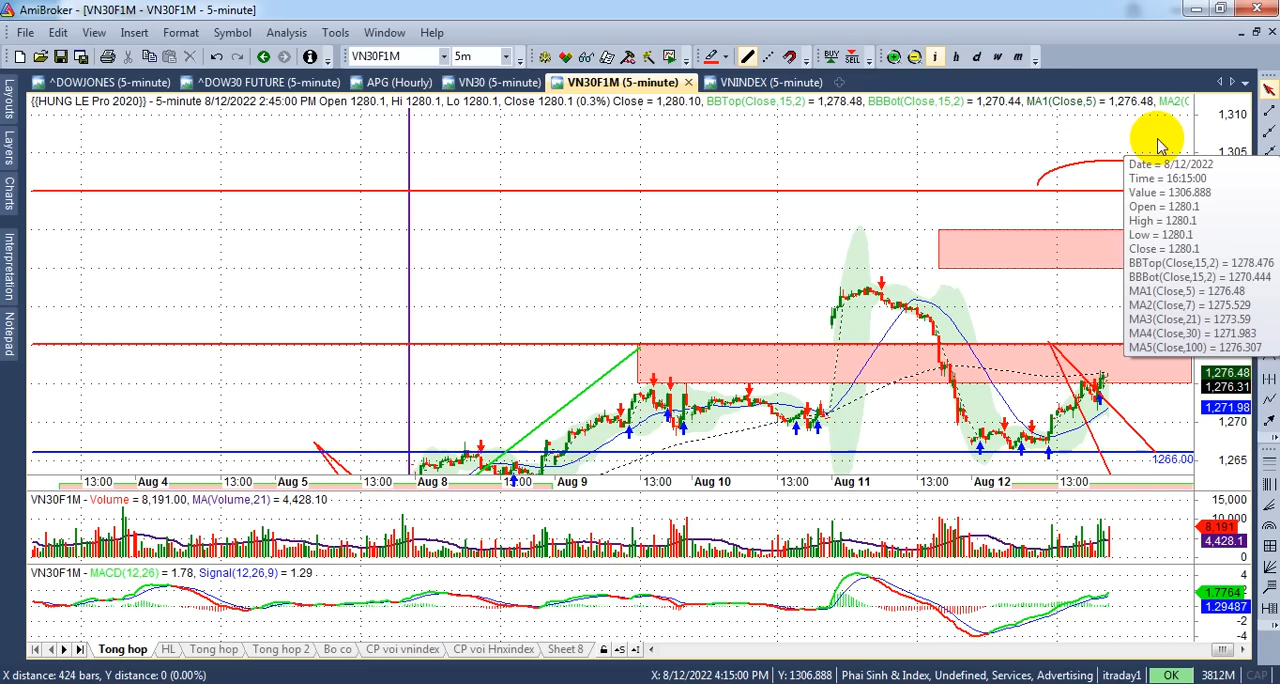 AmiBroker - [VN30F1M - VN30F1M - 5-minute]
File Edit View Insert Format Symbol Analysis Tools Window Help
VN30F1M 5m BUY SELL i h d w m
^DOWJONES (5-minute) ^DOW30 FUTURE (5-minute) APG (Hourly) VN30 (5-minute) VN30F1M (5-minute) VNINDEX (5-minute)
Layouts
Layers
Charts
Interpretation
Notepad
{{HUNG LE Pro 2020}} - 5-minute 8/12/2022 2:45:00 PM Open 1280.1, Hi 1280.1, Lo 1280.1, Close 1280.1 (0.3%) Close = 1,280.10, BBTop(Close,15,2) = 1,278.48, BBBot(Close,15,2) = 1,270.44, MA1(Close,5) = 1,276.48, MA2(C
1,310
1,305
Date = 8/12/2022
Time = 16:15:00
Value = 1306.888
Open = 1280.1
High = 1280.1
Low = 1280.1
Close = 1280.1
BBTop(Close,15,2) = 1278.476
BBBot(Close,15,2) = 1270.444
MA1(Close,5) = 1276.48
MA2(Close,7) = 1275.529
MA3(Close,21) = 1273.59
MA4(Close,30) = 1271.983
MA5(Close,100) = 1276.307
1,276.48
1,276.31
1,271.98
1,270
1266.00
1,265
13:00 Aug 4 13:00 Aug 5 13:00 Aug 8 13:00 Aug 9 13:00 Aug 10 13:00 Aug 11 13:00 Aug 12 13:00
VN30F1M - Volume = 8,191.00, MA(Volume,21) = 4,428.10
15,000
10,000
8,191
4,428.1
0
VN30F1M - MACD(12,26) = 1.78, Signal(12,26,9) = 1.29
4
1.7764
1.29487
-2
-4
Tong hop HL Tong hop Tong hop 2 Bo co CP voi vnindex CP voi Hnxindex Sheet 8
X distance: 424 bars, Y distance: 0 (0.00%) X: 8/12/2022 4:15:00 PM Y: 1306.888 Phai Sinh & Index, Undefined, Services, Advertising itraday1 OK 3812M CAP